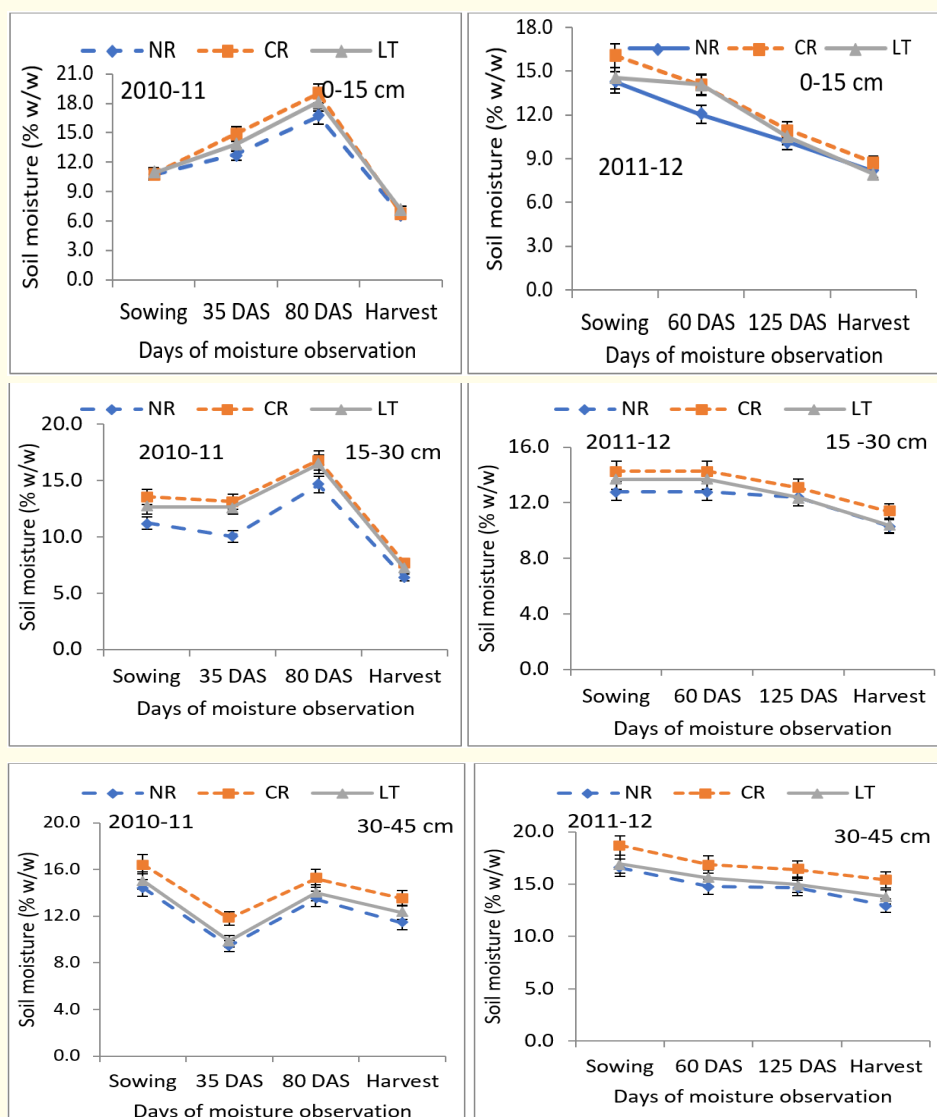 NR CR LT
21.0
18.0
15.0
12.0
9.0
6.0
3.0
0.0
Soil moisture (% w/w)
2010-11 0-15 cm
Sowing 35 DAS 80 DAS Harvest
Days of moisture observation
NR CR LT
18.0
15.0
12.0
9.0
6.0
3.0
0.0
Soil moisture (% w/w)
0-15 cm
2011-12
Sowing 60 DAS 125 DAS Harvest
Days of moisture observation
NR CR LT
20.0
15.0
10.0
5.0
0.0
Soil moisture (% w/w)
2010-11 15-30 cm
Sowing 35 DAS 80 DAS Harvest
Days of moisture observation
NR CR LT
16.0
12.0
8.0
4.0
0.0
Soil moisture (% w/w)
2011-12 15 -30 cm
Sowing 60 DAS 125 DAS Harvest
Days of moisture observation
NR CR LT
20.0
16.0
12.0
8.0
4.0
0.0
Soil moisture (% w/w)
2010-11 30-45 cm
Sowing 35 DAS 80 DAS Harvest
Days of moisture observation
NR CR LT
20.0
15.0
10.0
5.0
0.0
Soil moisture (% w/w)
2011-12 30-45 cm
Sowing 60 DAS 125 DAS Harvest
Days of moisture observation